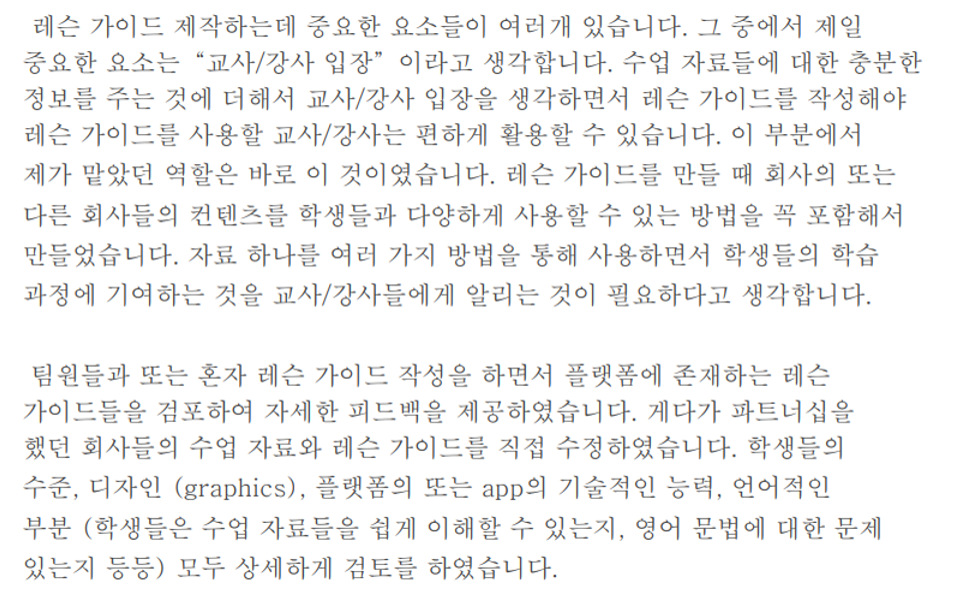 레슨 가이드 제작하는데 중요한 요소들이 여러개 있습니다. 그 중에서 제일
중요한 요소는 “교사/강사 입장” 이라고 생각합니다. 수업 자료들에 대한 충분한
정보를 주는 것에 더해서 교사/강사 입장을 생각하면서 레슨 가이드를 작성해야
레슨 가이드를 사용할 교사/강사는 편하게 활용할 수 있습니다. 이 부분에서
제가 맡았던 역할은 바로 이 것이였습니다. 레슨 가이드를 만들 때 회사의 또는
다른 회사들의 컨텐츠를 학생들과 다양하게 사용할 수 있는 방법을 꼭 포함해서
만들었습니다. 자료 하나를 여러 가지 방법을 통해 사용하면서 학생들의 학습
과정에 기여하는 것을 교사/강사들에게 알리는 것이 필요하다고 생각합니다.
팀원들과 또는 혼자 레슨 가이드 작성을 하면서 플랫폼에 존재하는 레슨
가이드들을 검포하여 자세한 피드백을 제공하였습니다. 게다가 파트너십을
했던 회사들의 수업 자료와 레슨 가이드를 직접 수정하였습니다. 학생들의
수준, 디자인 (graphics), 플랫폼의 또는 app의 기술적인 능력, 언어적인
부분 (학생들은 수업 자료들을 쉽게 이해할 수 있는지, 영어 문법에 대한 문제
있는지 등등) 모두 상세하게 검토를 하였습니다.